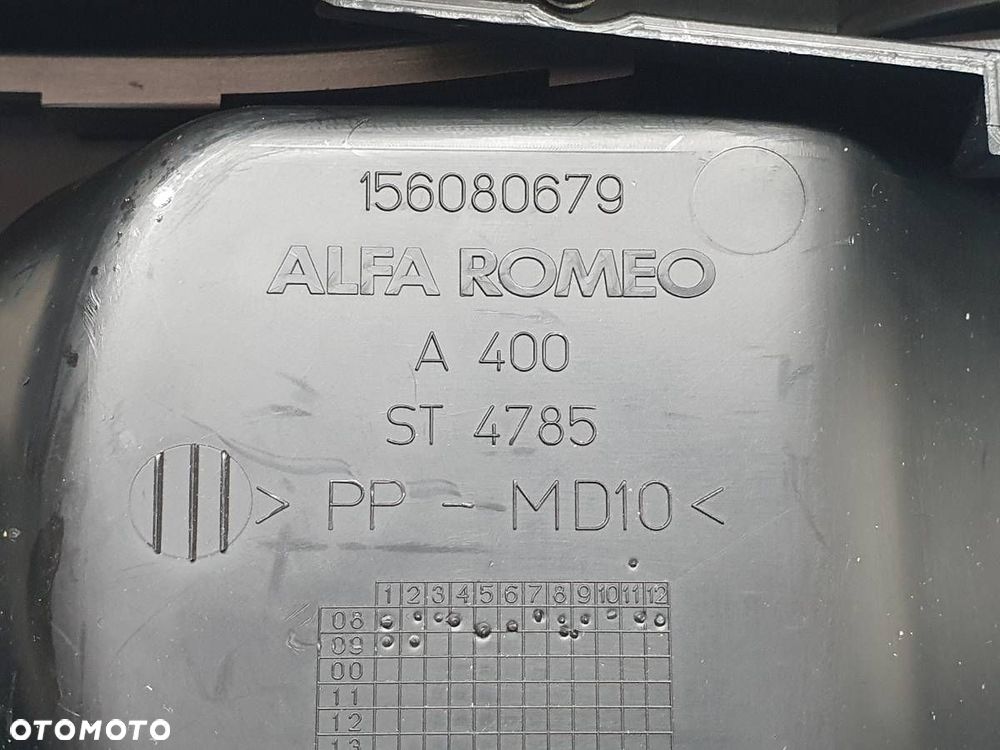 156080679
ALFA ROMEO
A 400
ST 4785
> PP - MD10 <
1 2 3 4 5 6 7 8 9 10 11 12
08
09
00
11
12
13
OTOMOTO